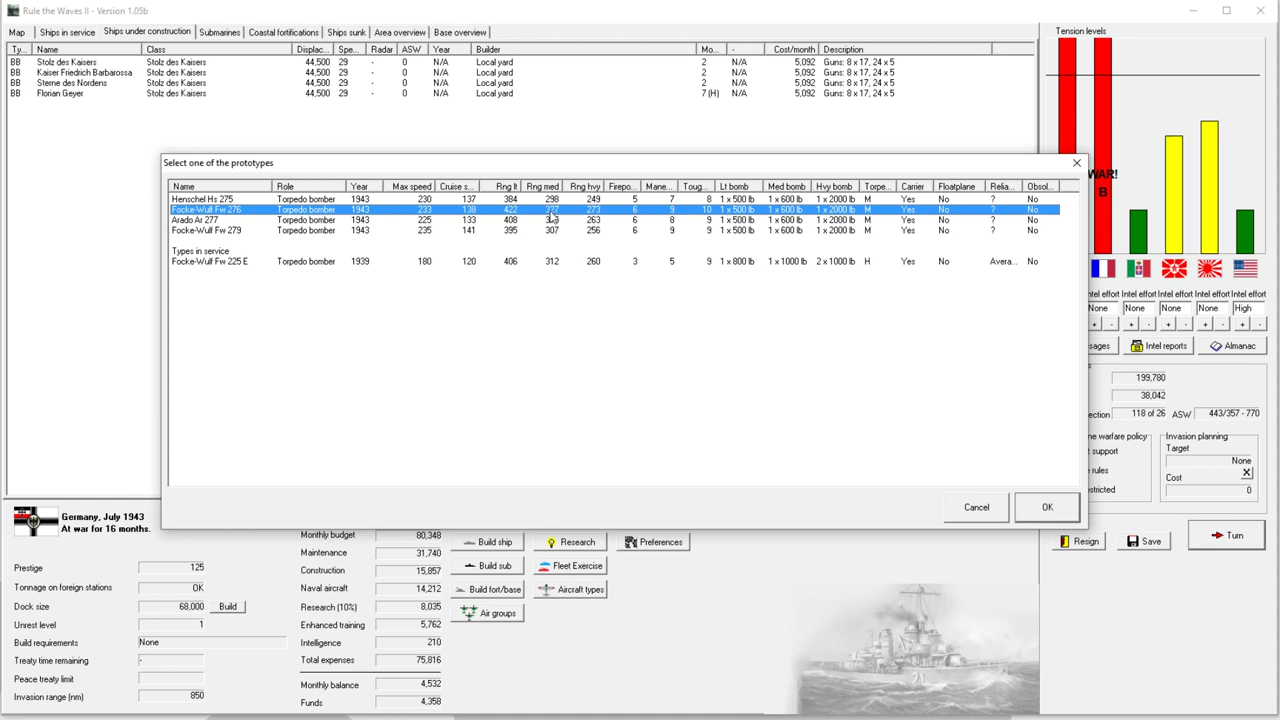 Rule the Waves II - Version 1.05b
Map Ships in service Ships under construction Submarines Coastal fortifications Ships sunk Area overview Base overview
Ty... Name Class Displac... Spe... Radar ASW Year Builder Mo... - Cost/month Description
BB Stolz des Kaisers Stolz des Kaisers 44,500 29 - 0 N/A Local yard 2 N/A 5,092 Guns: 8 x 17, 24 x 5
BB Kaiser Friedrich Barbarossa Stolz des Kaisers 44,500 29 - 0 N/A Local yard 2 N/A 5,092 Guns: 8 x 17, 24 x 5
BB Sterne des Nordens Stolz des Kaisers 44,500 29 - 0 N/A Local yard 2 N/A 5,092 Guns: 8 x 17, 24 x 5
BB Florian Geyer Stolz des Kaisers 44,500 29 - 0 N/A Local yard 7 (H) N/A 5,092 Guns: 8 x 17, 24 x 5
Tension levels
WAR!
B
Select one of the prototypes
Name Role Year Max speed Cruise s... Rng lt Rng med Rng hvy Firepo... Mane... Toug... Lt bomb Med bomb Hvy bomb Torpe... Carrier Floatplane Relia... Obsol...
Henschel Hs 275 Torpedo bomber 1943 230 137 384 298 249 5 7 8 1 x 500 lb 1 x 600 lb 1 x 2000 lb M Yes No ? No
Focke-Wulf Fw 276 Torpedo bomber 1943 233 138 422 273 6 9 10 1 x 500 lb 1 x 600 lb 1 x 2000 lb M Yes No ? No
Arado Ar 277 Torpedo bomber 1943 225 133 408 263 6 8 9 1 x 500 lb 1 x 600 lb 1 x 2000 lb M Yes No ? No
Focke-Wulf Fw 279 Torpedo bomber 1943 235 141 395 307 256 6 9 9 1 x 500 lb 1 x 600 lb 1 x 2000 lb M Yes No ? No
Types in service
Focke-Wulf Fw 225 E Torpedo bomber 1939 180 120 406 312 260 3 5 9 1 x 800 lb 1 x 1000 lb 2 x 1000 lb H Yes No Avera... No
Cancel OK
ntel effort Intel effort Intel effort Intel effort Intel effort
None None None None High
+ - + - + - + - + -
sages Intel reports Almanac
199,780
38,042
ection 118 of 26 ASW 443/357 - 770
ne warfare policy Invasion planning
support Target
None
rules Cost X
stricted 0
Resign Save Turn
Germany, July 1943
At war for 16 months.
Prestige 125
Tonnage on foreign stations OK
Dock size 68,000 Build
Unrest level 1
Build requirements None
Treaty time remaining -
Peace treaty limit
Invasion range (nm) 850
Monthly budget 80,348
Maintenance 31,740
Construction 15,857
Naval aircraft 14,212
Research (10%) 8,035
Enhanced training 5,762
Intelligence 210
Total expenses 75,816
Monthly balance 4,532
Funds 4,358
Build ship Research Preferences
Build sub Fleet Exercise
Build fort/base Aircraft types
Air groups